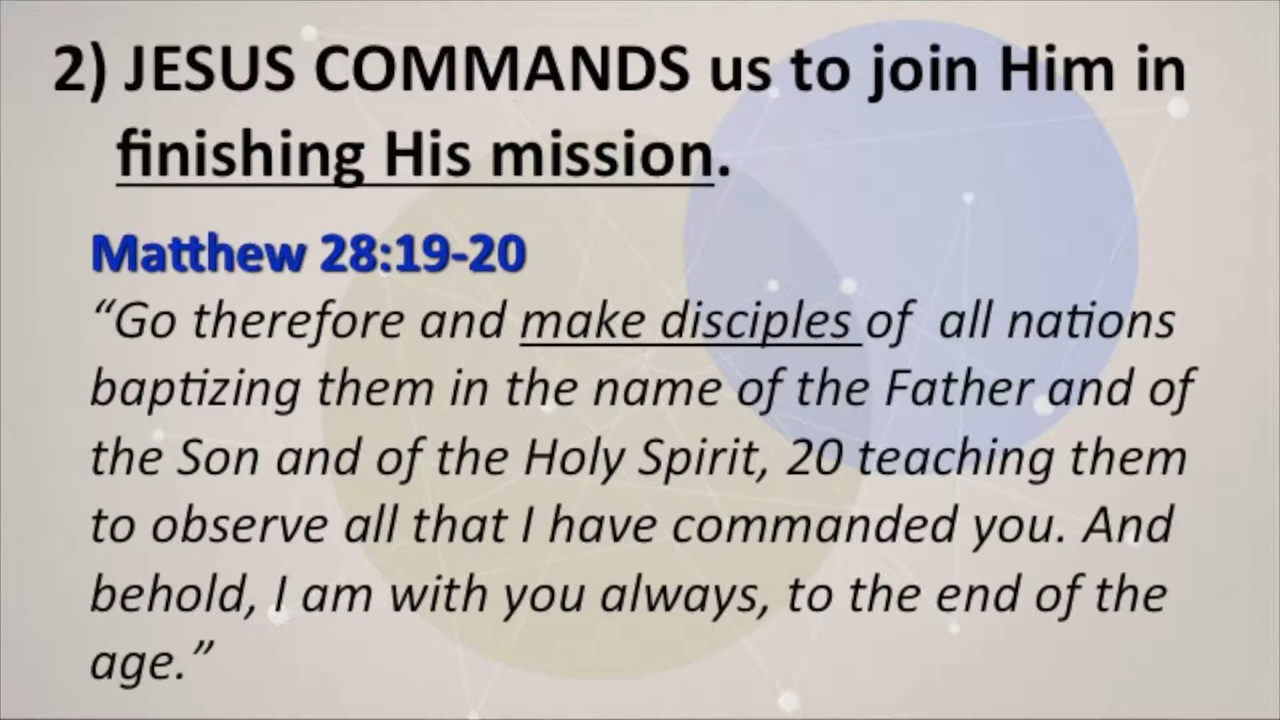 2) JESUS COMMANDS us to join Him in
finishing His mission.
Matthew 28:19-20
“Go therefore and make disciples of  all nations
baptizing them in the name of the Father and of
the Son and of the Holy Spirit, 20 teaching them
to observe all that I have commanded you. And
behold, I am with you always, to the end of the
age.”